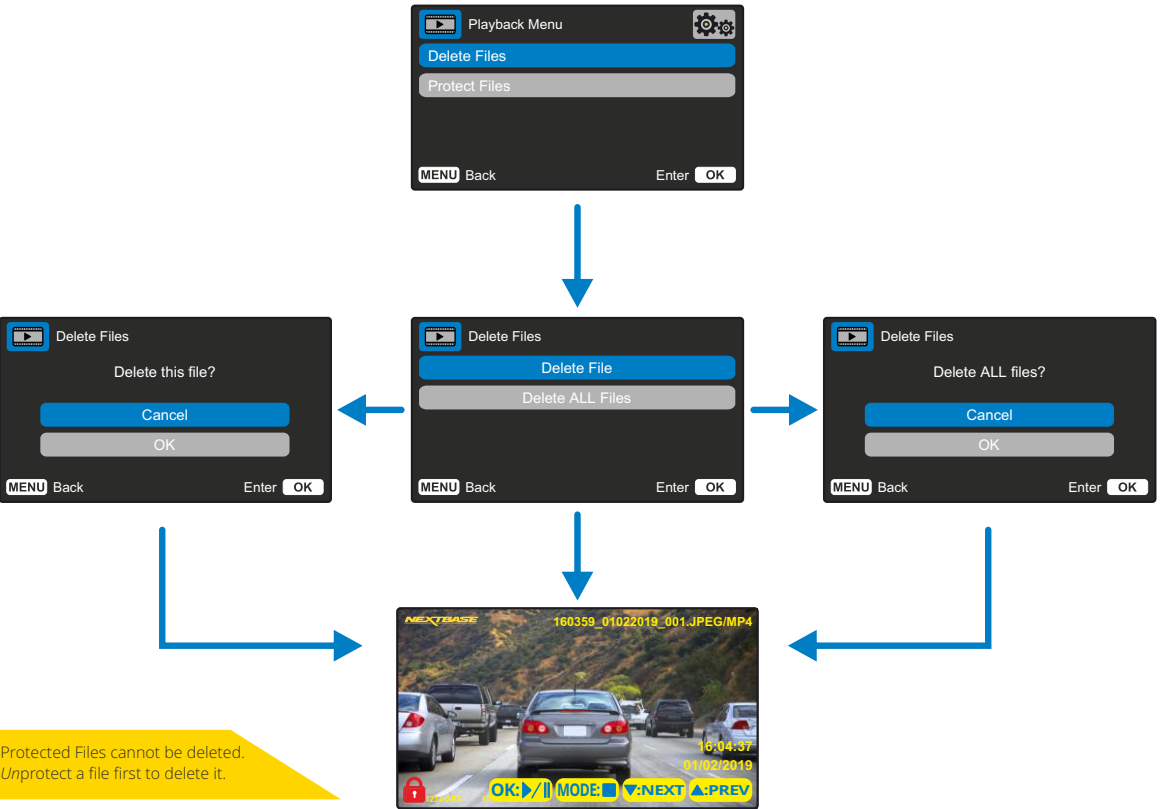 Playback Menu
Delete Files
Protect Files
MENU Back
Enter OK
Delete Files
Delete this file?
Cancel
OK
MENU Back
Enter OK
Delete Files
Delete File
Delete ALL Files
MENU Back
Enter OK
Delete Files
Delete ALL files?
Cancel
OK
MENU Back
Enter OK
NEXTBASE
160359_01022019_001.JPEG/MP4
16:04:37
01/02/2019
OK: MODE: :NEXT :PREV
Protected Files cannot be deleted.
Unprotect a file first to delete it.